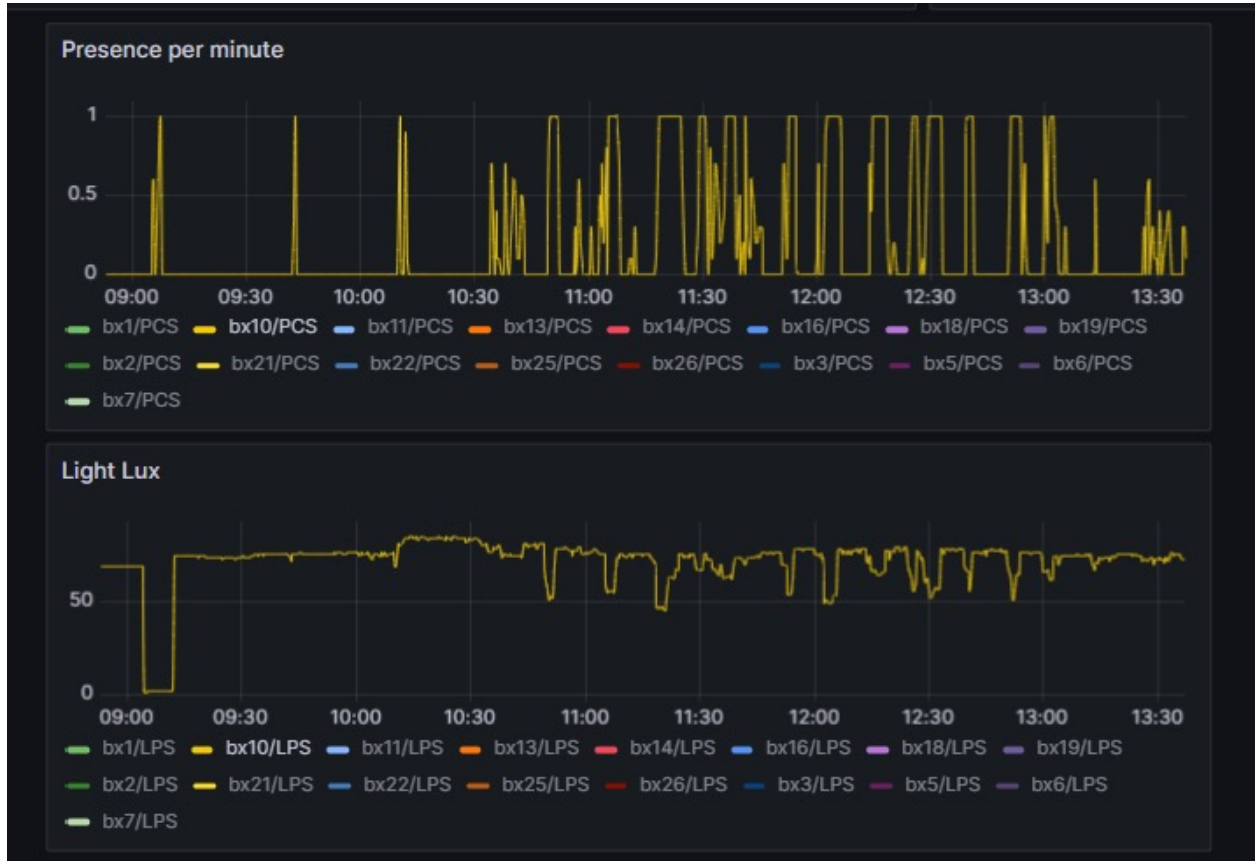 Presence per minute
1
0.5
0
09:00 09:30 10:00 10:30 11:00 11:30 12:00 12:30 13:00 13:30
bx1/PCS bx10/PCS bx11/PCS bx13/PCS bx14/PCS bx16/PCS bx18/PCS bx19/PCS
bx2/PCS bx21/PCS bx22/PCS bx25/PCS bx26/PCS bx3/PCS bx5/PCS bx6/PCS
bx7/PCS
Light Lux
50
0
09:00 09:30 10:00 10:30 11:00 11:30 12:00 12:30 13:00 13:30
bx1/LPS bx10/LPS bx11/LPS bx13/LPS bx14/LPS bx16/LPS bx18/LPS bx19/LPS
bx2/LPS bx21/LPS bx22/LPS bx25/LPS bx26/LPS bx3/LPS bx5/LPS bx6/LPS
bx7/LPS